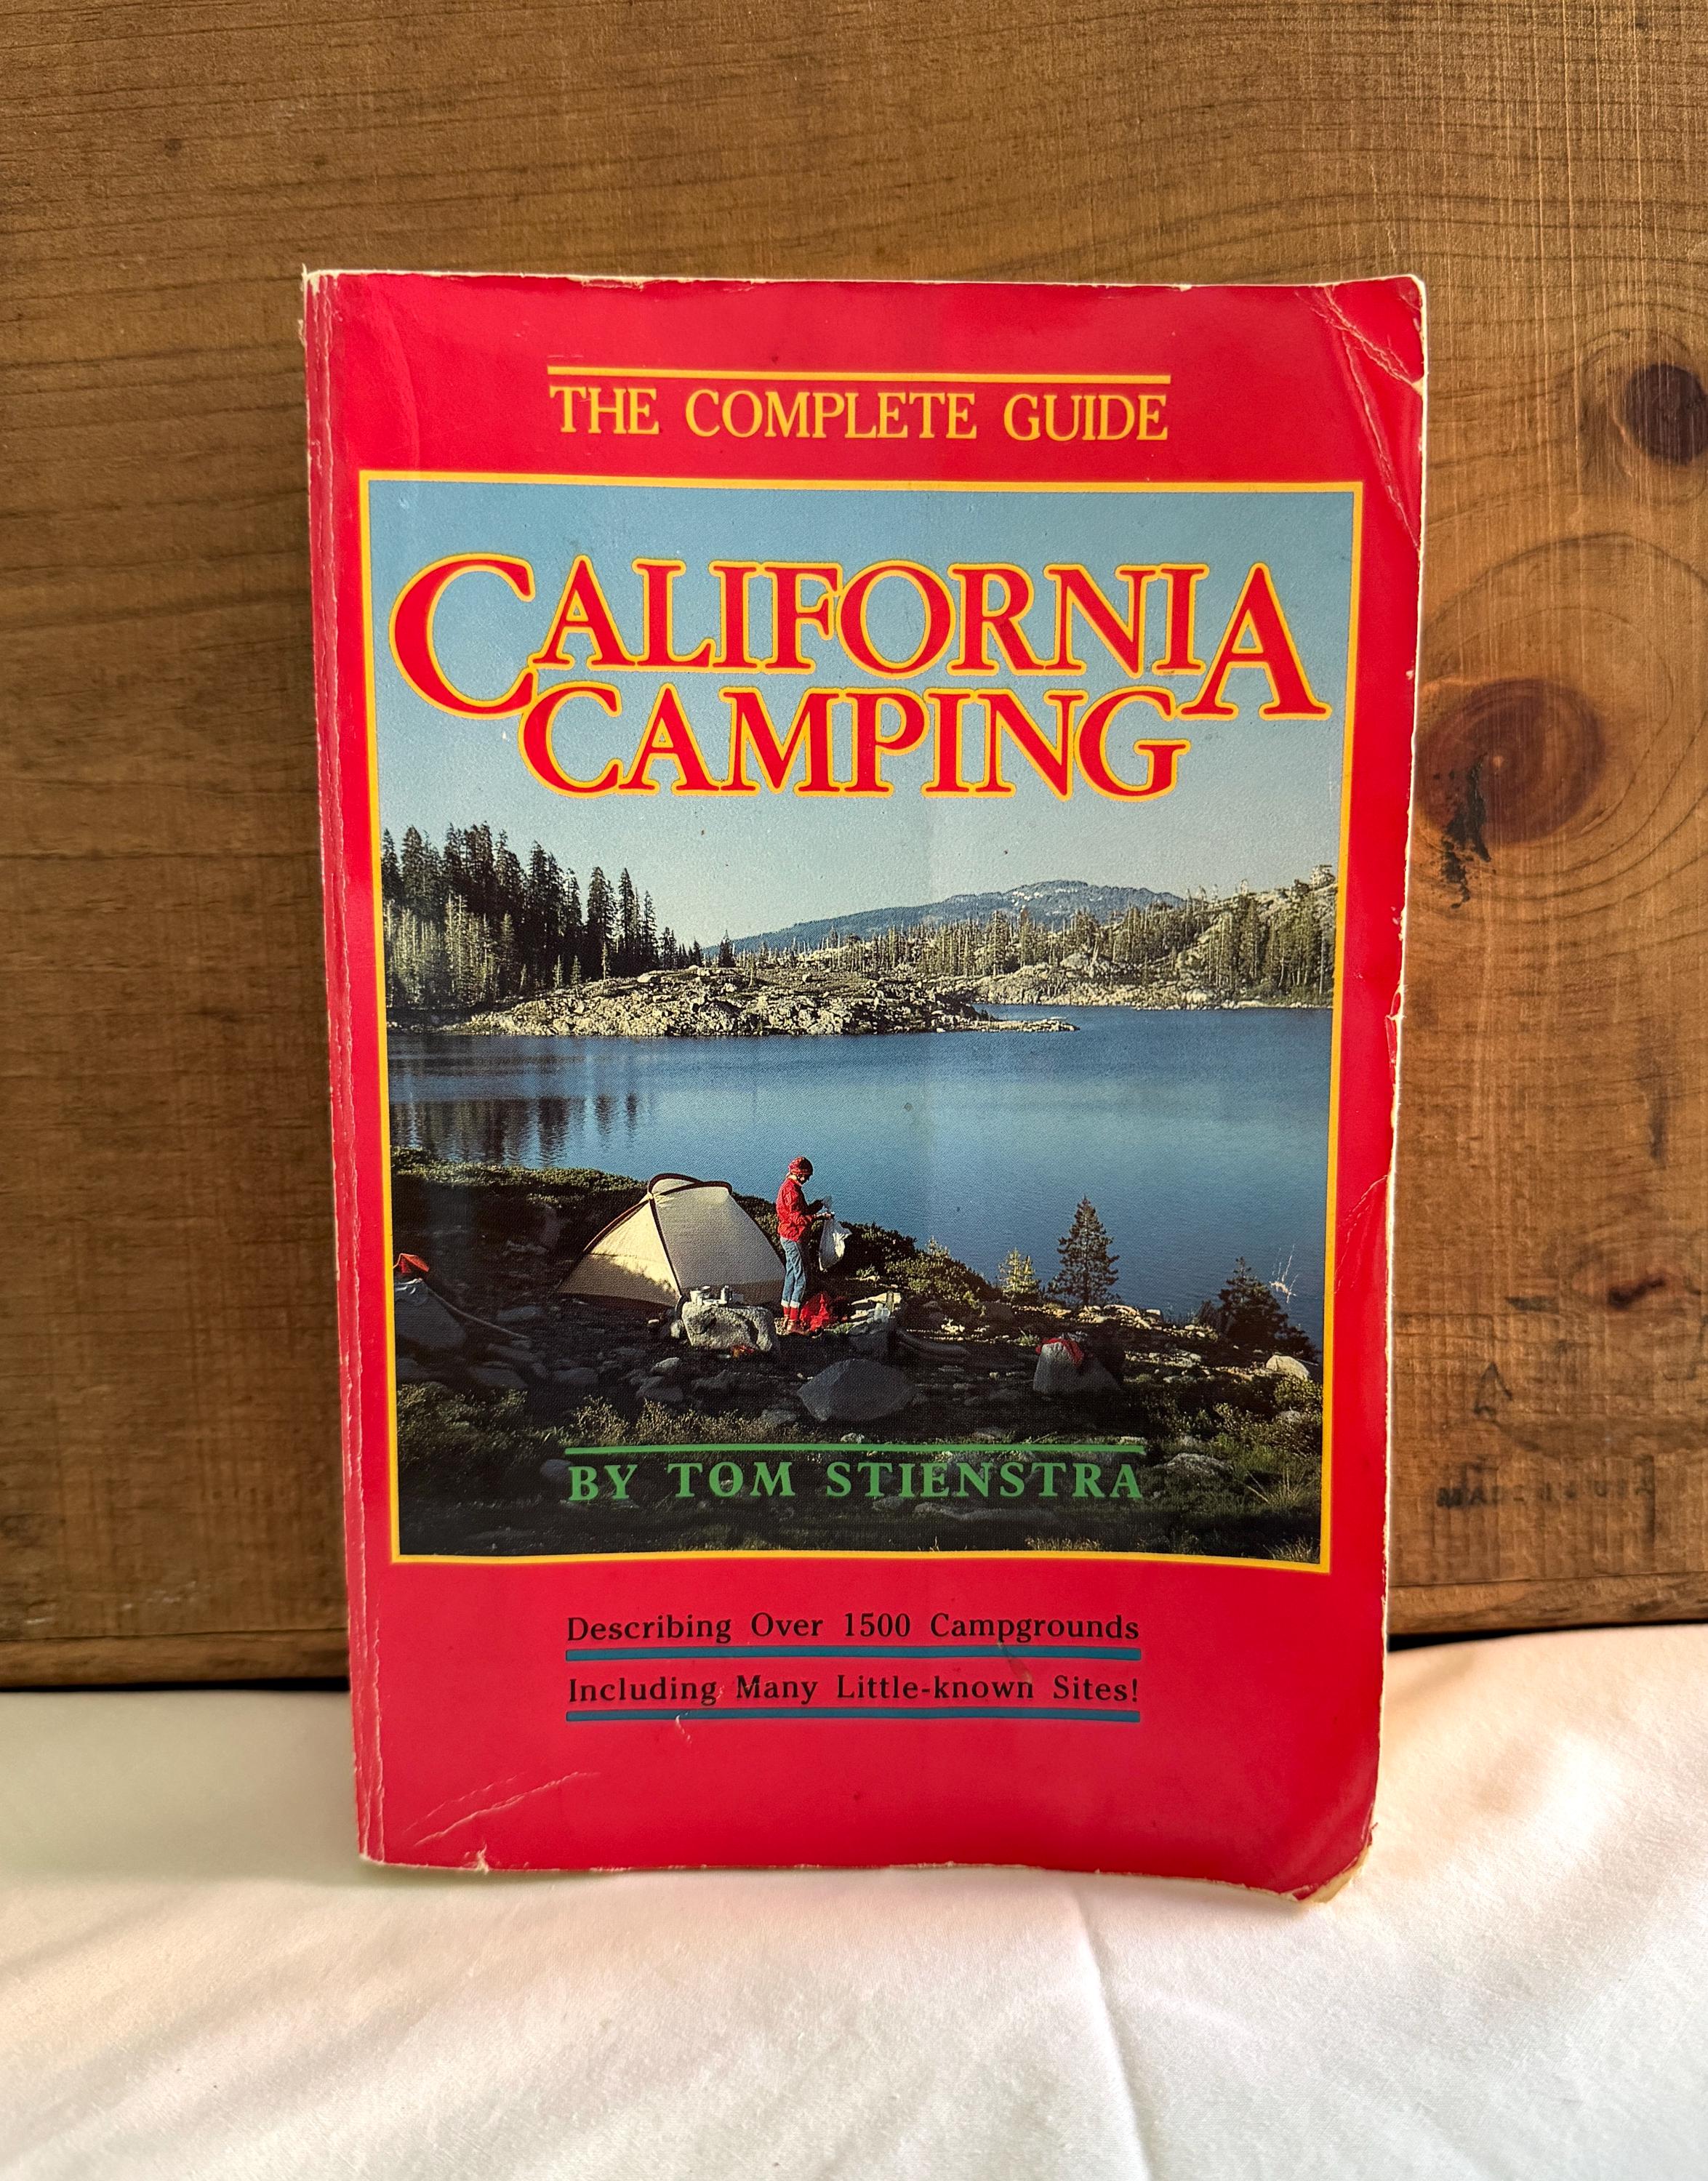 THE COMPLETE GUIDE
CALIFORNIA
CAMPING
BY TOM STIENSTRA
Describing Over 1500 Campgrounds
Including Many Little-known Sites!